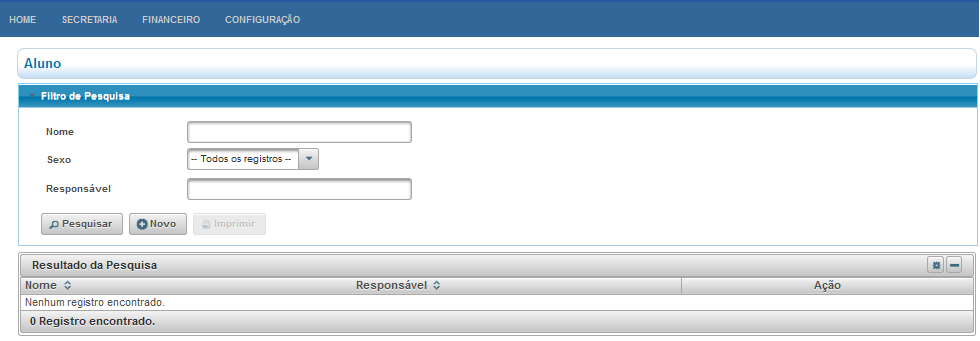 HOME SECRETARIA FINANCEIRO CONFIGURAÇÃO
Aluno
Filtro de Pesquisa
Nome
Sexo -- Todos os registros --
Responsável
Pesquisar Novo Imprimir
Resultado da Pesquisa
Nome Responsável Ação
Nenhum registro encontrado.
0 Registro encontrado.